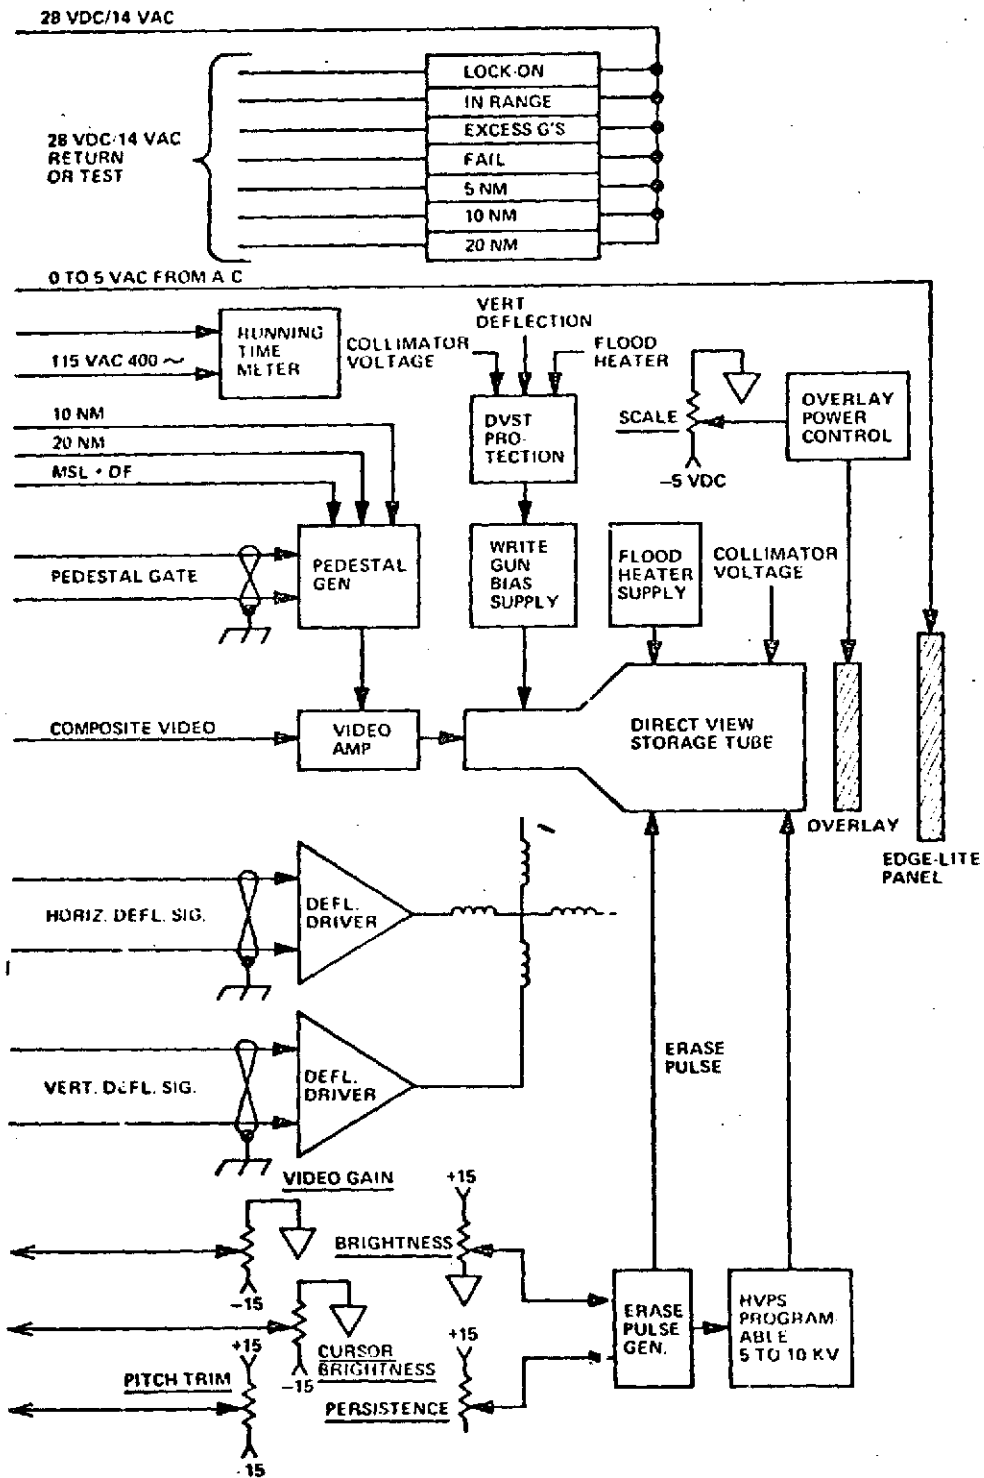 28 VDC/14 VAC
LOCK-ON
IN RANGE
EXCESS G'S
FAIL
5 NM
10 NM
20 NM
28 VDC/14 VAC
RETURN
OR TEST
0 TO 5 VAC FROM A C
RUNNING
TIME
METER
115 VAC 400 ~
COLLIMATOR
VOLTAGE
VERT
DEFLECTION
FLOOD
HEATER
DVST
PRO-
TECTION
SCALE
-5 VDC
OVERLAY
POWER
CONTROL
10 NM
20 NM
MSL • DF
PEDESTAL GATE
PEDESTAL
GEN
WRITE
GUN
BIAS
SUPPLY
FLOOD
HEATER
SUPPLY
COLLIMATOR
VOLTAGE
COMPOSITE VIDEO
VIDEO
AMP
DIRECT VIEW
STORAGE TUBE
OVERLAY
EDGE-LITE
PANEL
HORIZ. DEFL. SIG.
DEFL.
DRIVER
VERT. DEFL. SIG.
DEFL.
DRIVER
ERASE
PULSE
VIDEO GAIN
-15
+15
BRIGHTNESS
CURSOR
BRIGHTNESS
-15
+15
PITCH TRIM
-15
+15
PERSISTENCE
ERASE
PULSE
GEN.
HVPS
PROGRAM-
ABLE
5 TO 10 KV